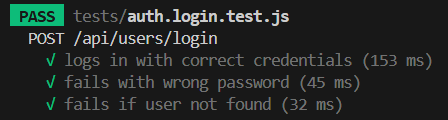 PASS tests/auth.login.test.js
POST /api/users/login
√ logs in with correct credentials (153 ms)
√ fails with wrong password (45 ms)
√ fails if user not found (32 ms)